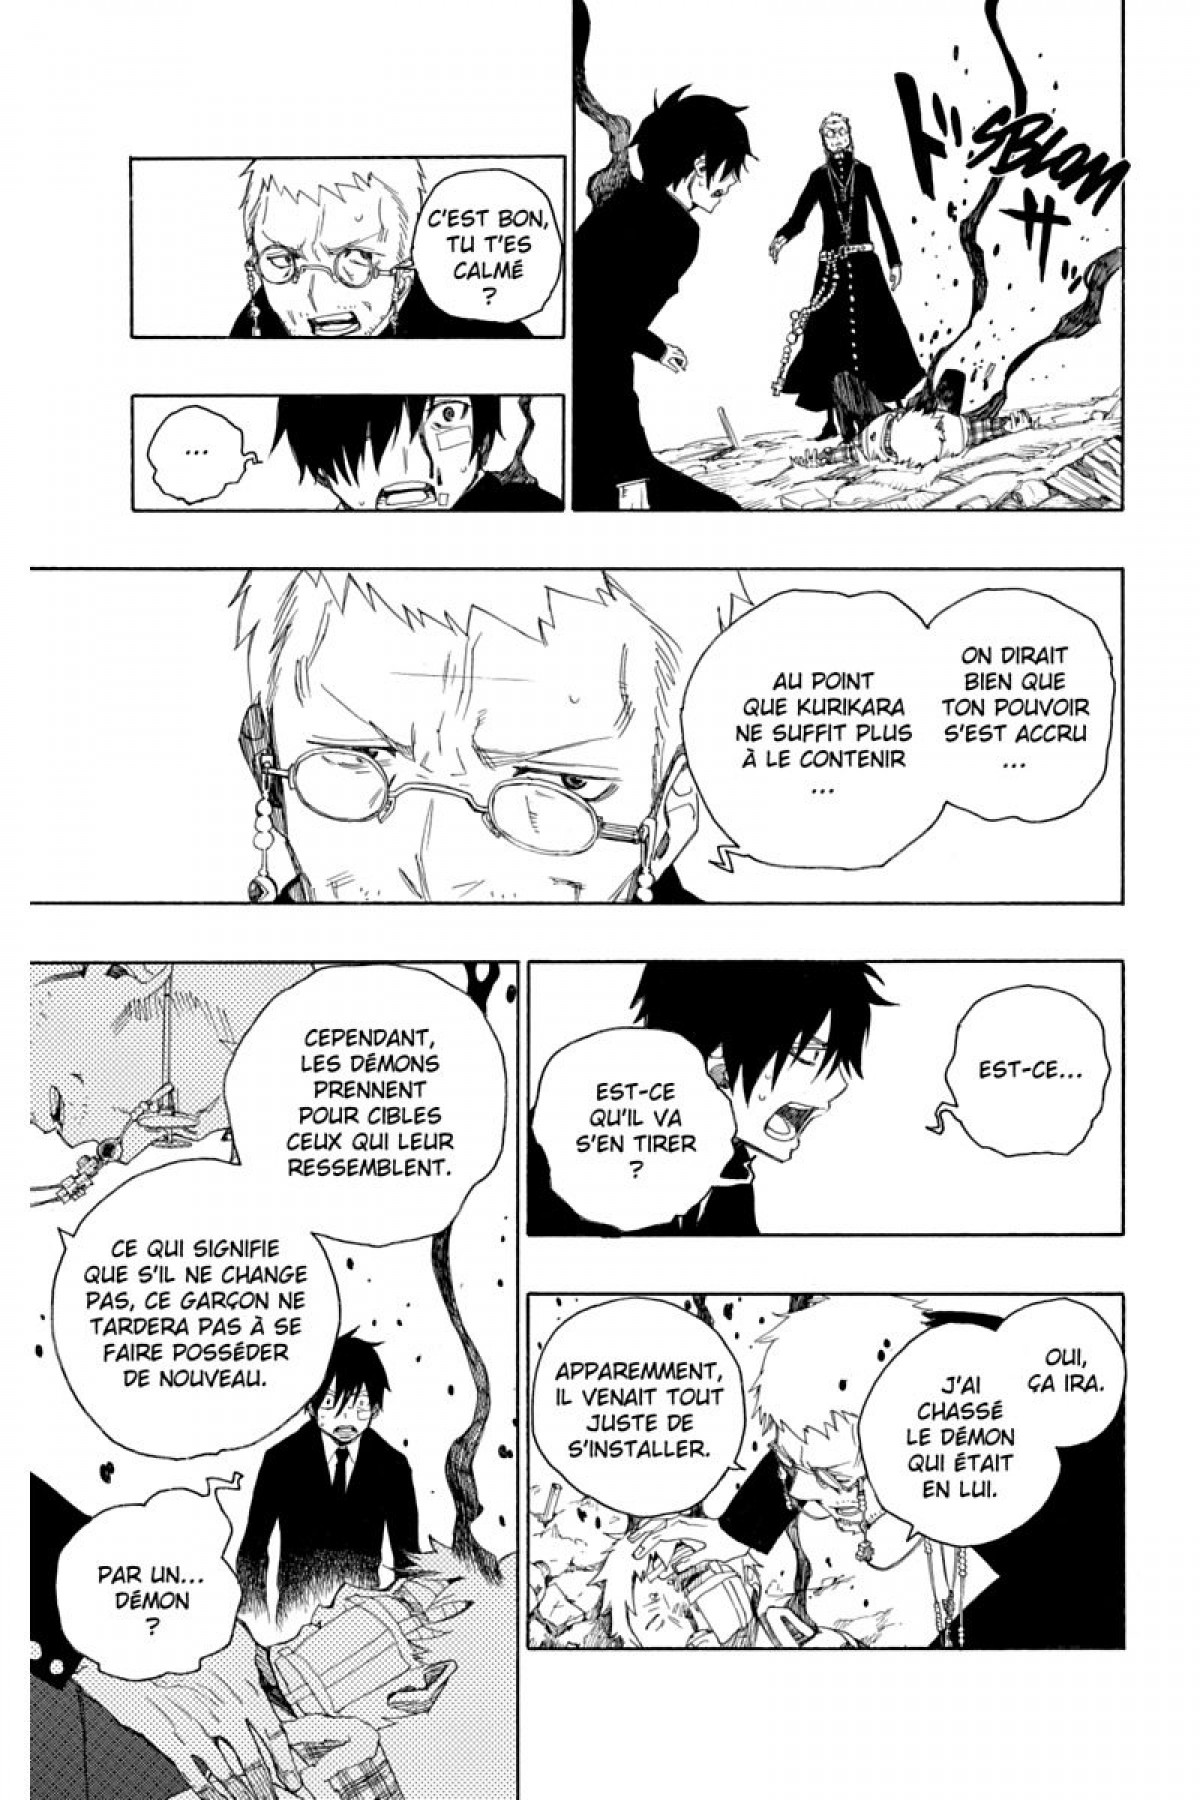 ド
サ
SBLOM
C'EST BON,
TU T'ES
CALMÉ
?
...
ON DIRAIT
BIEN QUE
TON POUVOIR
S'EST ACCRU
...
AU POINT
QUE KURIKARA
NE SUFFIT PLUS
À LE CONTENIR
...
EST-CE...
EST-CE
QU'IL VA
S'EN TIRER
?
OUI,
ÇA IRA.
J'AI
CHASSÉ
LE DÉMON
QUI ÉTAIT
EN LUI.
APPAREMMENT,
IL VENAIT TOUT
JUSTE DE
S'INSTALLER.
CEPENDANT,
LES DÉMONS
PRENNENT
POUR CIBLES
CEUX QUI LEUR
RESSEMBLENT.
CE QUI SIGNIFIE
QUE S'IL NE CHANGE
PAS, CE GARÇON NE
TARDERA PAS À SE
FAIRE POSSÉDER
DE NOUVEAU.
PAR UN...
DÉMON
?